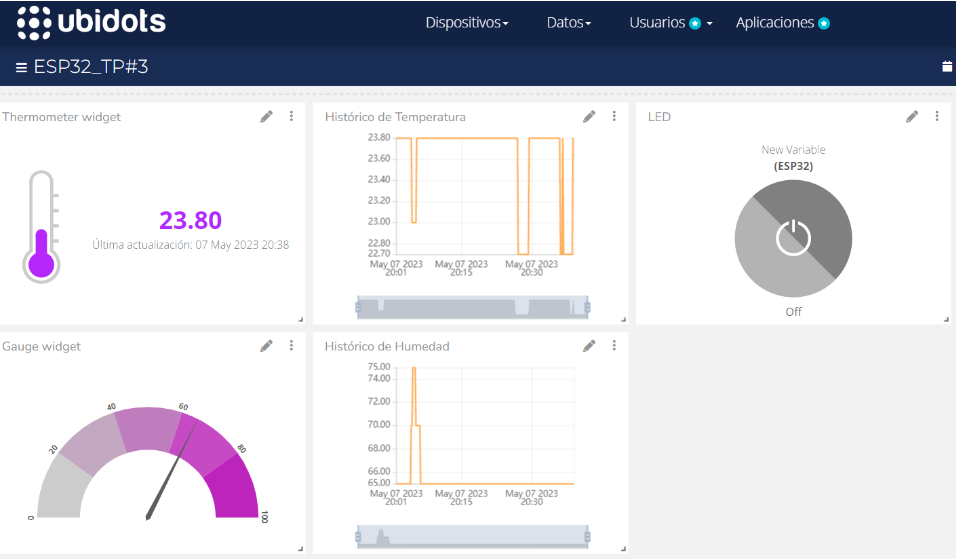 ubidots
Dispositivos
Datos
Usuarios
Aplicaciones
ESP32_TP#3
Thermometer widget
23.80
Última actualización: 07 May 2023 20:38
Histórico de Temperatura
23.80
23.60
23.40
23.20
23.00
22.80
22.70
May 07 2023
20:01
May 07 2023
20:15
May 07 2023
20:30
LED
New Variable
(ESP32)
Off
Gauge widget
0
20
40
60
80
100
Histórico de Humedad
75.00
74.00
72.00
70.00
68.00
66.00
65.00
May 07 2023
20:01
May 07 2023
20:15
May 07 2023
20:30